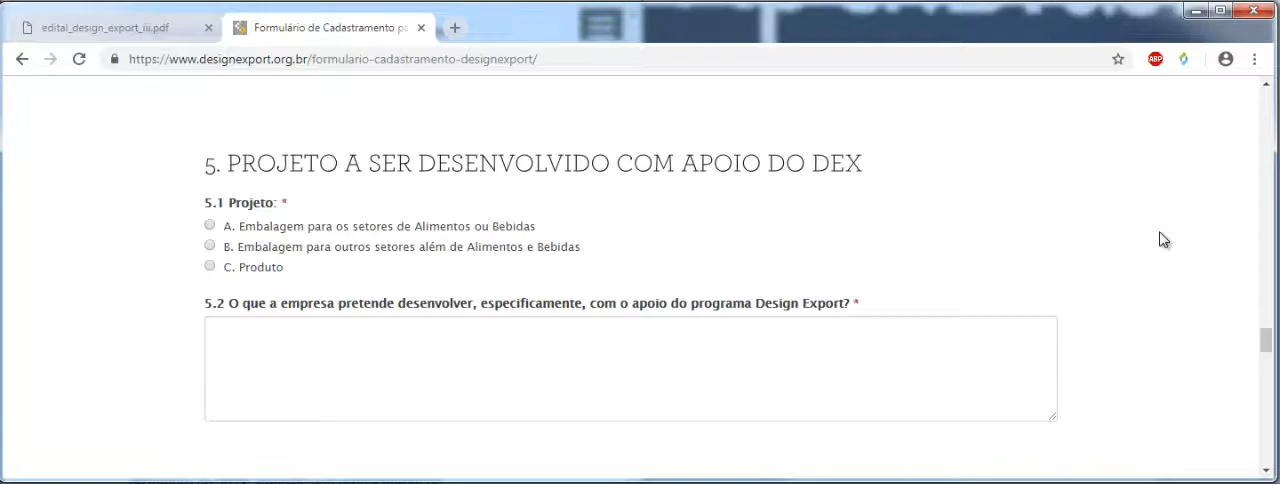 edital_design_export_iii.pdf
Formulário de Cadastramento pa
https://www.designexport.org.br/formulario-cadastramento-designexport/
ABP
5. PROJETO A SER DESENVOLVIDO COM APOIO DO DEX
5.1 Projeto: *
A. Embalagem para os setores de Alimentos ou Bebidas
B. Embalagem para outros setores além de Alimentos e Bebidas
C. Produto
5.2 O que a empresa pretende desenvolver, especificamente, com o apoio do programa Design Export? *